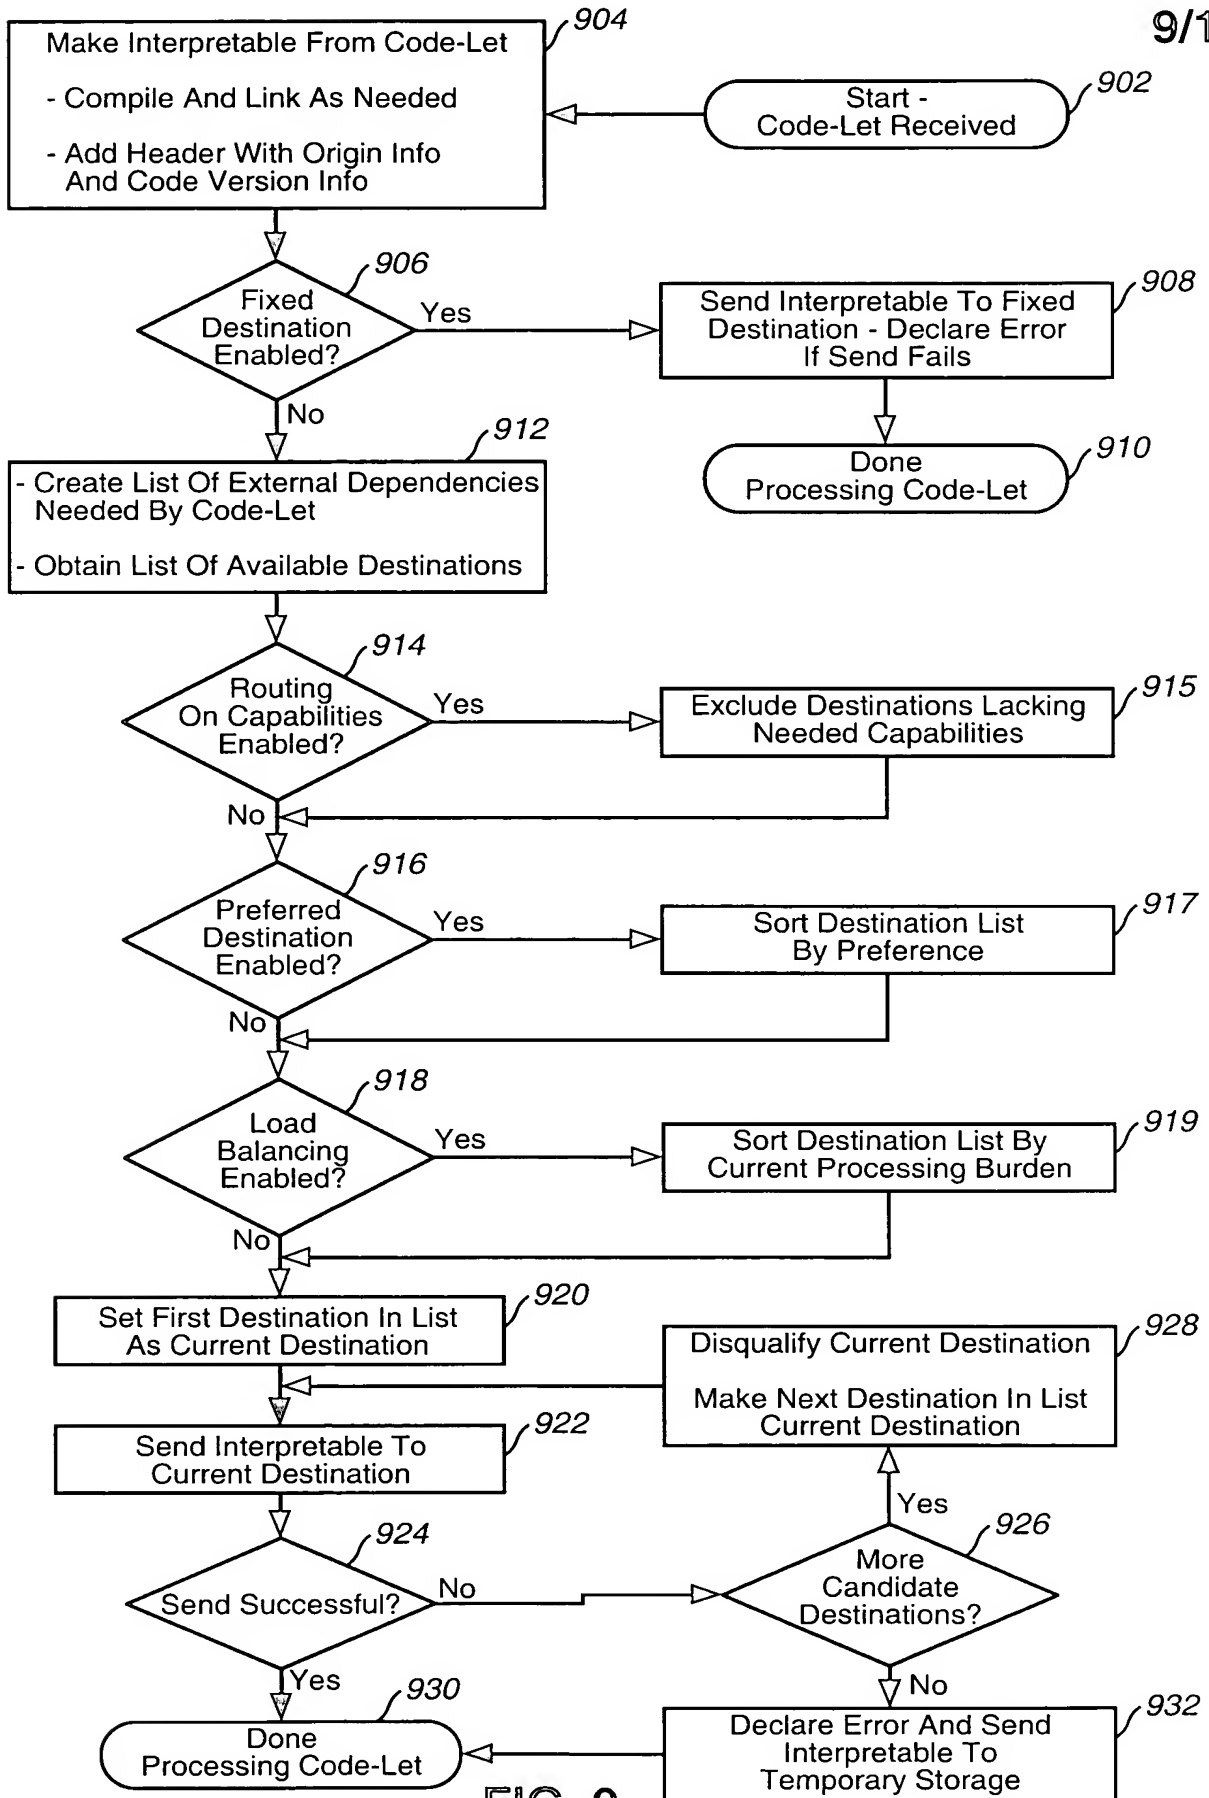 9/1
904
Make Interpretable From Code-Let
- Compile And Link As Needed
- Add Header With Origin Info
And Code Version Info
902
Start -
Code-Let Received
906
Fixed
Destination
Enabled?
Yes
No
908
Send Interpretable To Fixed
Destination - Declare Error
If Send Fails
910
Done
Processing Code-Let
912
- Create List Of External Dependencies
Needed By Code-Let
- Obtain List Of Available Destinations
914
Routing
On Capabilities
Enabled?
Yes
No
915
Exclude Destinations Lacking
Needed Capabilities
916
Preferred
Destination
Enabled?
Yes
No
917
Sort Destination List
By Preference
918
Load
Balancing
Enabled?
Yes
No
919
Sort Destination List By
Current Processing Burden
920
Set First Destination In List
As Current Destination
928
Disqualify Current Destination
Make Next Destination In List
Current Destination
922
Send Interpretable To
Current Destination
924
Send Successful?
No
Yes
926
More
Candidate
Destinations?
Yes
No
930
Done
Processing Code-Let
932
Declare Error And Send
Interpretable To
Temporary Storage